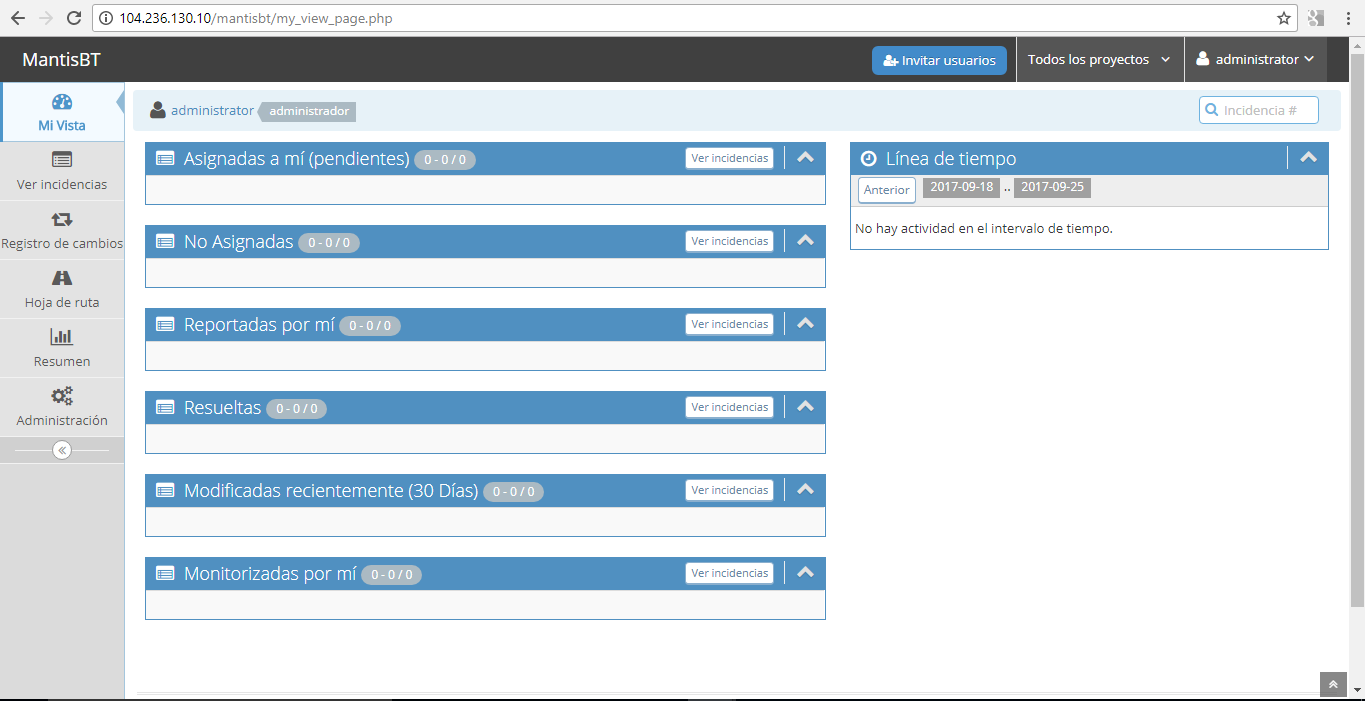 104.236.130.10/mantisbt/my_view_page.php
MantisBT
Invitar usuarios
Todos los proyectos
administrator
Mi Vista
Ver incidencias
Registro de cambios
Hoja de ruta
Resumen
Administración
administrator administrador
Incidencia #
Asignadas a mí (pendientes) 0 - 0 / 0 Ver incidencias
No Asignadas 0 - 0 / 0 Ver incidencias
Reportadas por mí 0 - 0 / 0 Ver incidencias
Resueltas 0 - 0 / 0 Ver incidencias
Modificadas recientemente (30 Días) 0 - 0 / 0 Ver incidencias
Monitorizadas por mí 0 - 0 / 0 Ver incidencias
Línea de tiempo
Anterior 2017-09-18 .. 2017-09-25
No hay actividad en el intervalo de tiempo.